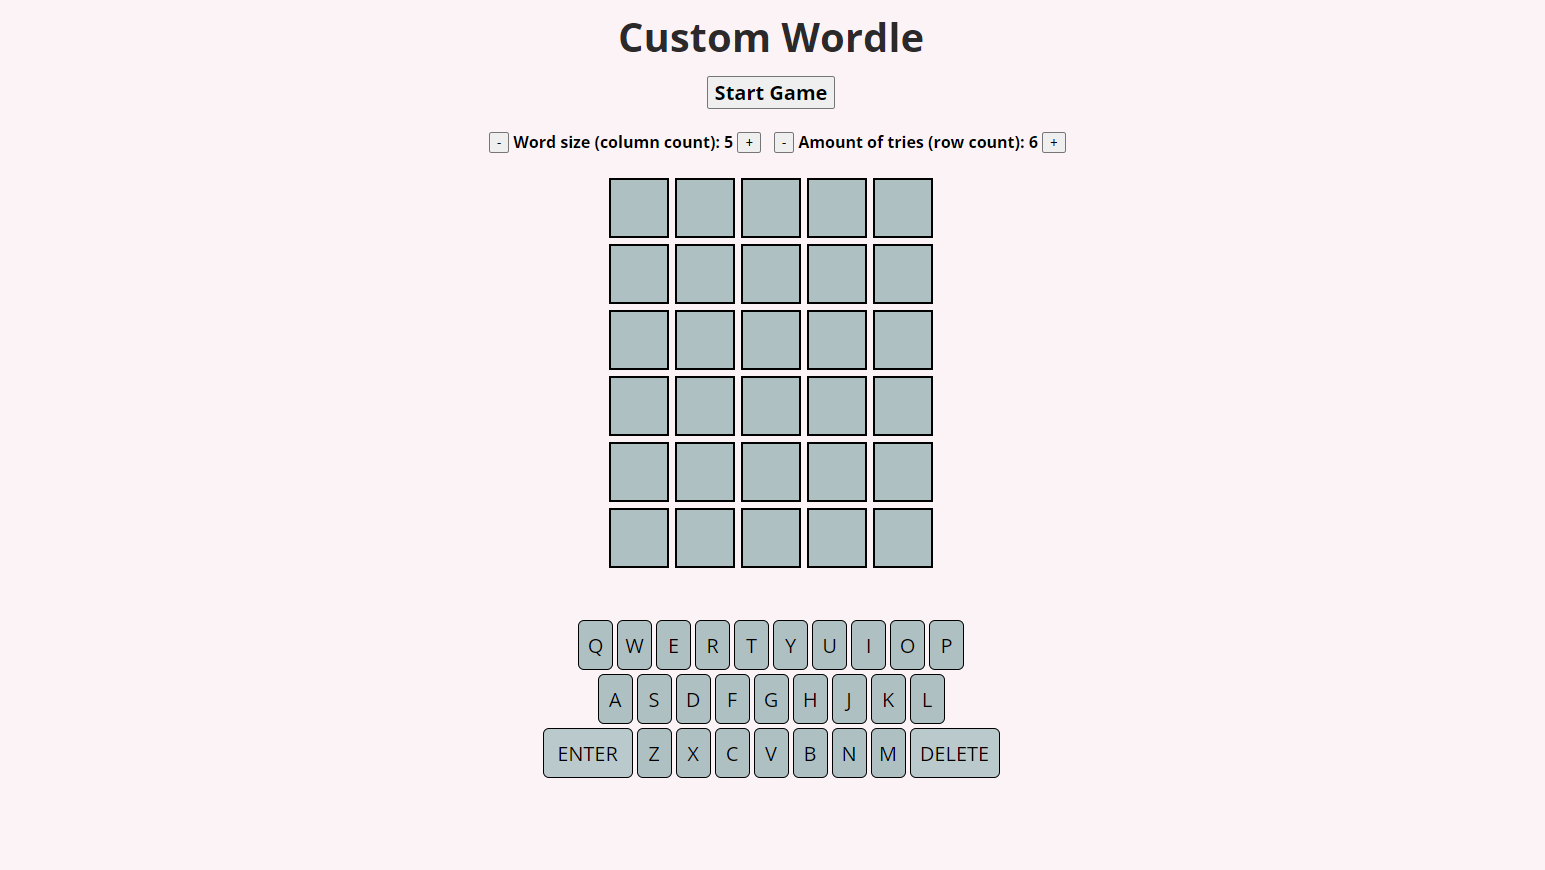 Custom Wordle
Start Game
- Word size (column count): 5 + - Amount of tries (row count): 6 +
Q W E R T Y U I O P
A S D F G H J K L
ENTER Z X C V B N M DELETE